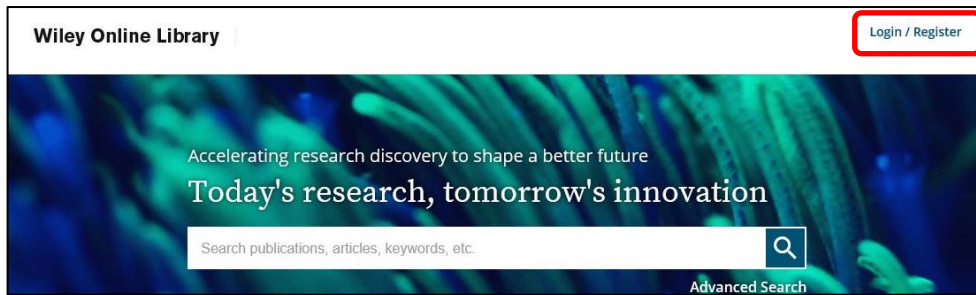 Wiley Online Library
Login / Register
Accelerating research discovery to shape a better future
Today's research, tomorrow's innovation
Search publications, articles, keywords, etc.
Advanced Search